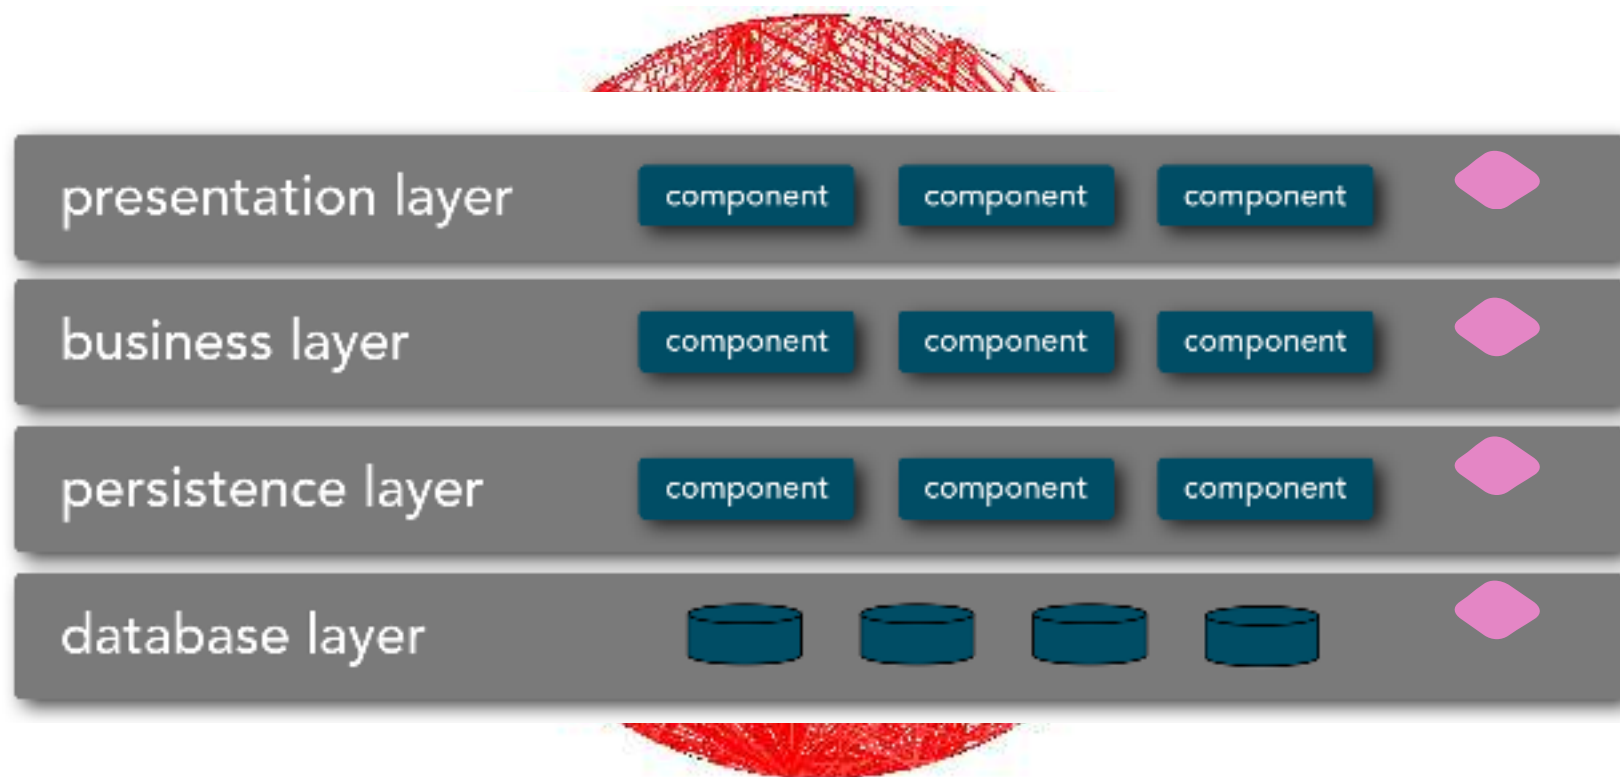 presentation layer component component component
business layer component component component
persistence layer component component component
database layer